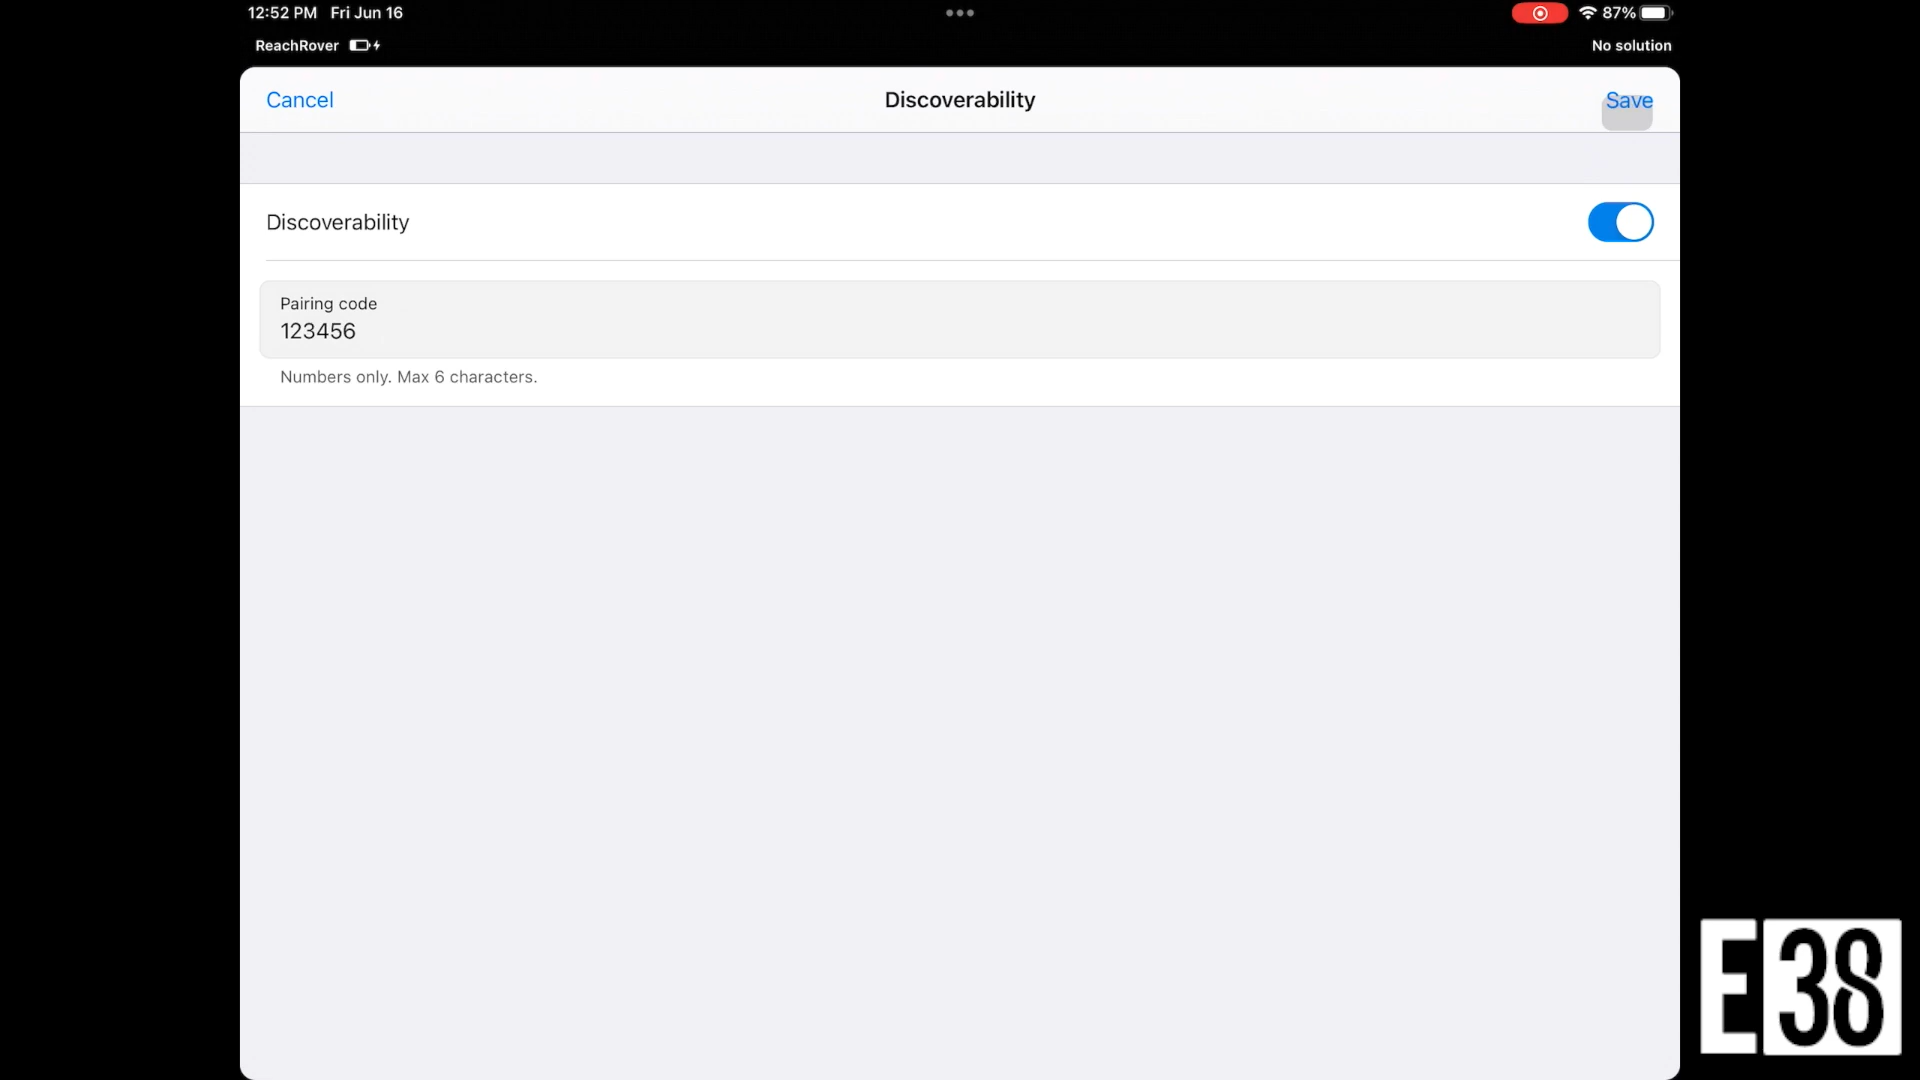 12:52 PM Fri Jun 16
87%
ReachRover
No solution
Cancel
Discoverability
Save
Discoverability
Pairing code
123456
Numbers only. Max 6 characters.
E38